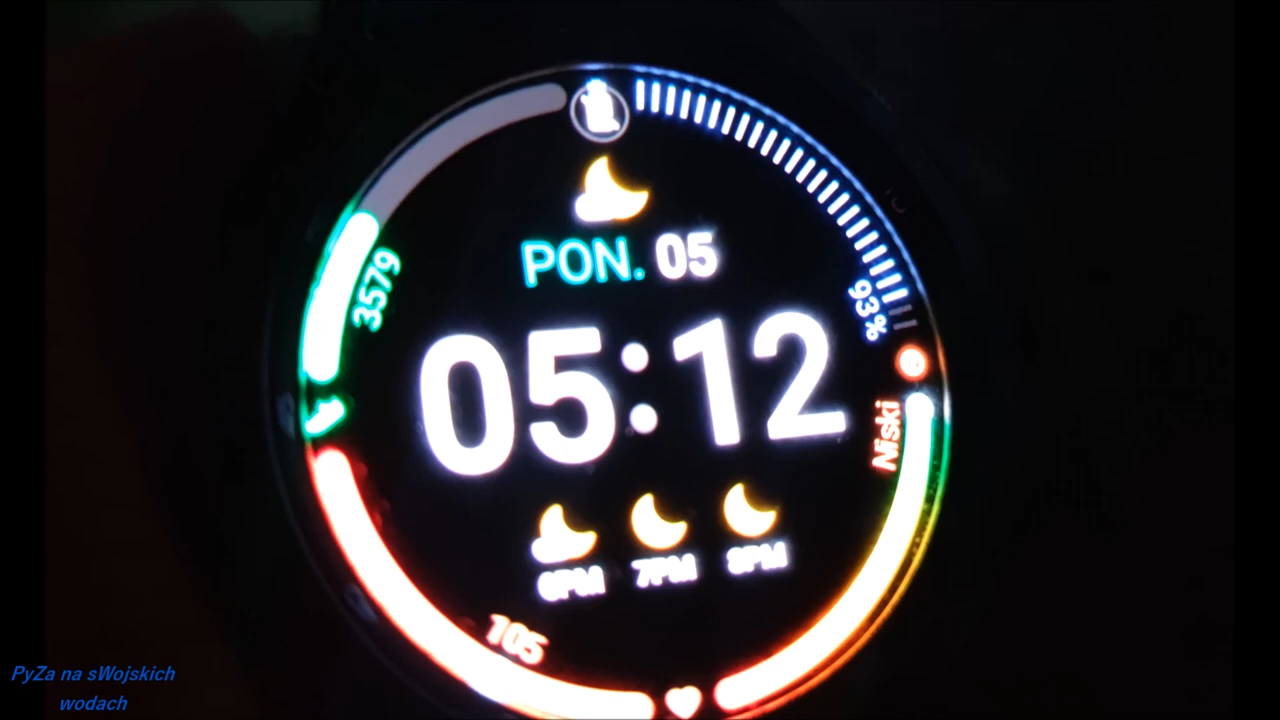 PON. 05
3579
93%
05:12
Niski
6PM 7PM 8PM
105
PyZa na sWojskich
wodach